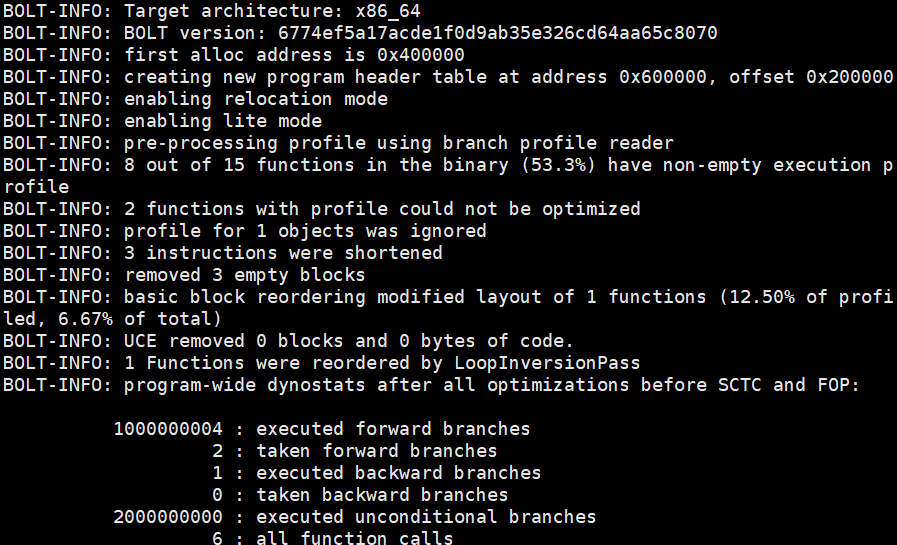 BOLT-INFO: Target architecture: x86_64
BOLT-INFO: BOLT version: 6774ef5a17acde1f0d9ab35e326cd64aa65c8070
BOLT-INFO: first alloc address is 0x400000
BOLT-INFO: creating new program header table at address 0x600000, offset 0x200000
BOLT-INFO: enabling relocation mode
BOLT-INFO: enabling lite mode
BOLT-INFO: pre-processing profile using branch profile reader
BOLT-INFO: 8 out of 15 functions in the binary (53.3%) have non-empty execution p
rofile
BOLT-INFO: 2 functions with profile could not be optimized
BOLT-INFO: profile for 1 objects was ignored
BOLT-INFO: 3 instructions were shortened
BOLT-INFO: removed 3 empty blocks
BOLT-INFO: basic block reordering modified layout of 1 functions (12.50% of profi
led, 6.67% of total)
BOLT-INFO: UCE removed 0 blocks and 0 bytes of code.
BOLT-INFO: 1 Functions were reordered by LoopInversionPass
BOLT-INFO: program-wide dynostats after all optimizations before SCTC and FOP:
1000000004 : executed forward branches
2 : taken forward branches
1 : executed backward branches
0 : taken backward branches
2000000000 : executed unconditional branches
6 : all function calls